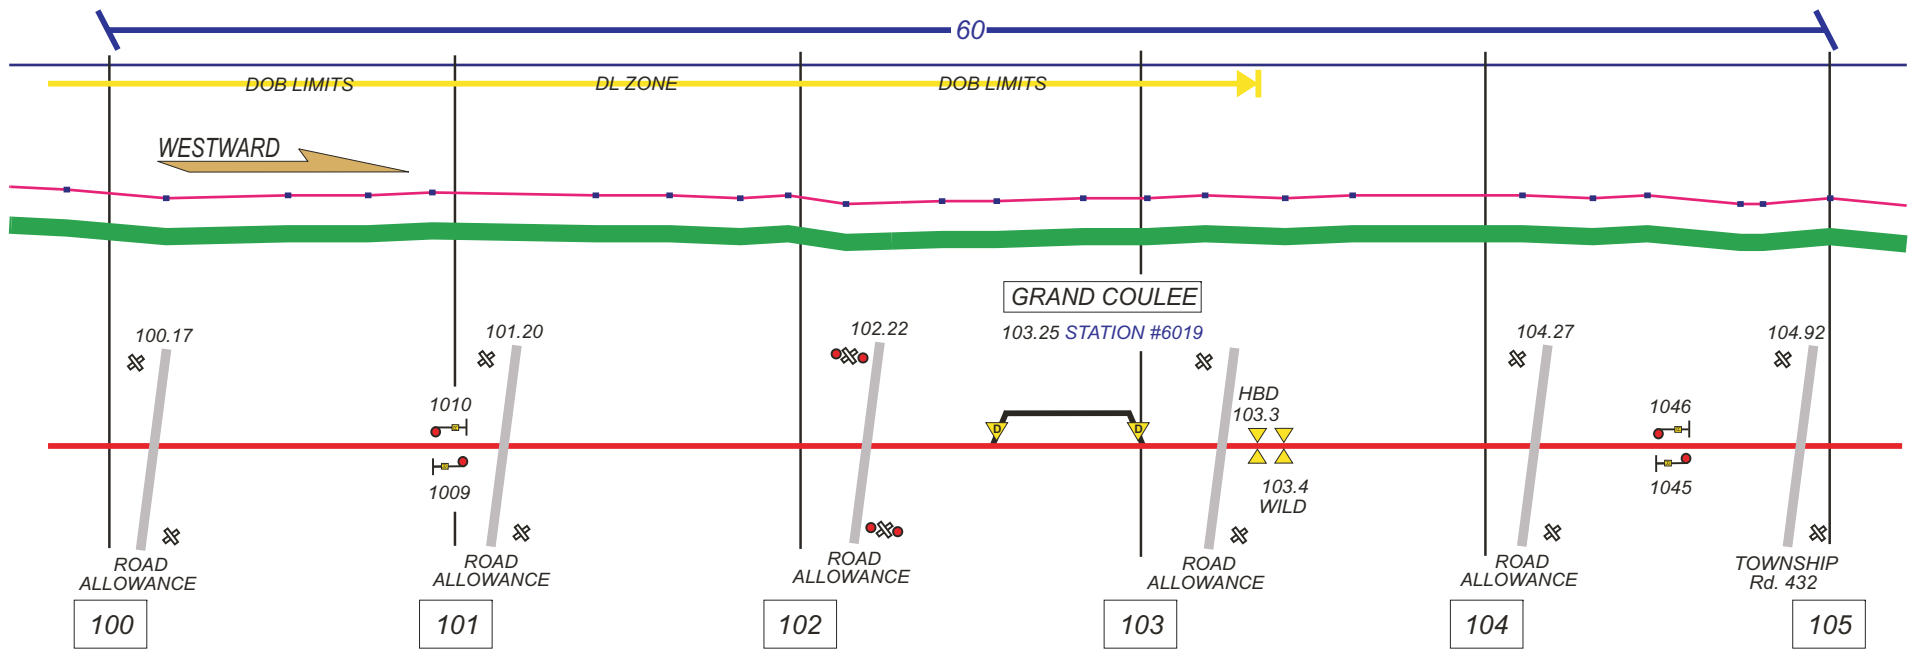 60
DOB LIMITS
DL ZONE
DOB LIMITS
WESTWARD
GRAND COULEE
103.25 STATION #6019
100.17
101.20
102.22
104.27
104.92
HBD
103.3
1010
1046
D
D
1009
103.4
WILD
1045
ROAD
ALLOWANCE
ROAD
ALLOWANCE
ROAD
ALLOWANCE
ROAD
ALLOWANCE
ROAD
ALLOWANCE
TOWNSHIP
Rd. 432
100
101
102
103
104
105